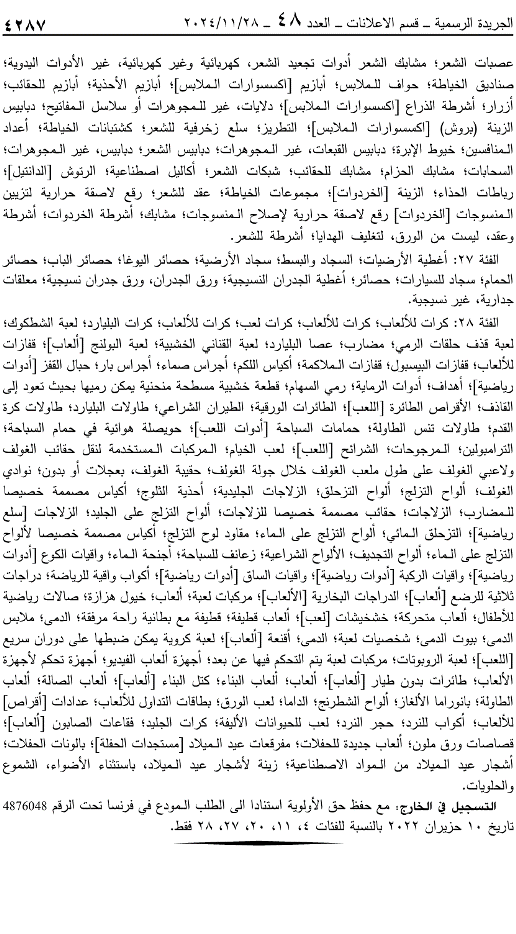 الجريدة الرسمية ــ قسم الاعلانات ــ العدد ٤٨ ــ ٢٠٢٤/١١/٢٨
٤٢٨٧
عصبات الشعر؛ مشابك الشعر أدوات تجعيد الشعر، كهربائية وغير كهربائية، غير الأدوات اليدوية؛
صناديق الخياطة؛ حواف للملابس؛ أبازيم [اكسسوارات الملابس]؛ أبازيم الأحذية؛ أبازيم للحقائب؛
أزرار؛ أشرطة الذراع [اكسسوارات الملابس]؛ دلايات، غير للمجوهرات أو سلاسل المفاتيح؛ دبابيس
الزينة (بروش) [اكسسوارات الملابس]؛ التطريز؛ سلع زخرفية للشعر؛ كشتبانات الخياطة؛ أعداد
المنافسين؛ خيوط الإبرة؛ دبابيس القبعات، غير المجوهرات؛ دبابيس الشعر؛ دبابيس، غير المجوهرات؛
السحابات؛ مشابك الحزام؛ مشابك للحقائب؛ شبكات الشعر؛ أكاليل اصطناعية؛ الرتوش [الدانتيل]؛
رباطات الحذاء؛ الزينة [الخردوات]؛ مجموعات الخياطة؛ عقد للشعر؛ رقع لاصقة حرارية لتزيين
المنسوجات [الخردوات] رقع لاصقة حرارية لإصلاح المنسوجات؛ مشابك؛ أشرطة الخردوات؛ أشرطة
وعقد، ليست من الورق، لتغليف الهدايا؛ أشرطة للشعر.
الفئة ٢٧: أغطية الأرضيات؛ السجاد والبسط؛ سجاد الأرضية؛ حصائر اليوغا؛ حصائر الباب؛ حصائر
الحمام؛ سجاد للسيارات؛ حصائر؛ أغطية الجدران النسيجية؛ ورق الجدران، ورق جدران نسيجية؛ معلقات
جدارية، غير نسيجية.
الفئة ٢٨: كرات للألعاب؛ كرات للألعاب؛ كرات لعب؛ كرات للألعاب؛ كرات البليارد؛ لعبة الشطكوك؛
لعبة قذف حلقات الرمي؛ مضارب؛ عصا البليارد؛ لعبة القناني الخشبية؛ لعبة البولنج [ألعاب]؛ قفازات
للألعاب؛ قفازات البيسبول؛ قفازات الملاكمة؛ أكياس اللكم؛ أجراس صماء؛ أجراس بار؛ حبال القفز [أدوات
رياضية]؛ أهداف؛ أدوات الرماية؛ رمي السهام؛ قطعة خشبية مسطحة منحنية يمكن رميها بحيث تعود إلى
القاذف؛ الأقراص الطائرة [اللعب]؛ الطائرات الورقية؛ الطيران الشراعي؛ طاولات البليارد؛ طاولات كرة
القدم؛ طاولات تنس الطاولة؛ حمامات السباحة [أدوات اللعب]؛ حويصلة هوائية في حمام السباحة؛
الترامبولين؛ المرجوحات؛ الشرائح [اللعب]؛ لعب الخيام؛ المركبات المستخدمة لنقل حقائب الغولف
ولاعبي الغولف على طول ملعب الغولف خلال جولة الغولف؛ حقيبة الغولف، بعجلات أو بدون؛ نوادي
الغولف؛ ألواح التزلج؛ ألواح التزحلق؛ الزلاجات الجليدية؛ أحذية الثلوج؛ أكياس مصممة خصيصا
للمضارب؛ الزلاجات؛ حقائب مصممة خصيصا للزلاجات؛ ألواح التزلج على الجليد؛ الزلاجات [سلع
رياضية]؛ التزحلق المائي؛ ألواح التزلج على الماء؛ مقاود لوح التزلج؛ أكياس مصممة خصيصا لألواح
التزلج على الماء؛ ألواح التجديف؛ الألواح الشراعية؛ زعانف للسباحة؛ أجنحة الماء؛ واقيات الكوع [أدوات
رياضية]؛ واقيات الركبة [أدوات رياضية]؛ واقيات الساق [أدوات رياضية]؛ أكواب واقية للرياضة؛ دراجات
ثلاثية للرضع [ألعاب]؛ الدراجات البخارية [الألعاب]؛ مركبات لعبة؛ ألعاب؛ خيول هزازة؛ صالات رياضية
للأطفال؛ ألعاب متحركة؛ خشخيشات [لعب]؛ ألعاب قطيفة؛ قطيفة مع بطانية راحة مرفقة؛ الدمى؛ ملابس
الدمى؛ بيوت الدمى؛ شخصيات لعبة؛ الدمى؛ أقنعة [ألعاب]؛ لعبة كروية يمكن ضبطها على دوران سريع
[اللعب]؛ لعبة الروبوتات؛ مركبات لعبة يتم التحكم فيها عن بعد؛ أجهزة ألعاب الفيديو؛ أجهزة تحكم لأجهزة
الألعاب؛ طائرات بدون طيار [ألعاب]؛ ألعاب؛ ألعاب البناء؛ كتل البناء [ألعاب]؛ ألعاب الصالة؛ ألعاب
الطاولة؛ بانوراما الألغاز؛ ألواح الشطرنج؛ الداما؛ لعب الورق؛ بطاقات التداول للألعاب؛ عدادات [أقراص]
للألعاب؛ أكواب للنرد؛ حجر النرد؛ لعب للحيوانات الأليفة؛ كرات الجليد؛ فقاعات الصابون [ألعاب]؛
قصاصات ورق ملون؛ ألعاب جديدة للحفلات؛ مفرقعات عيد الميلاد [مستجدات الحفلة]؛ بالونات الحفلات؛
أشجار عيد الميلاد من المواد الاصطناعية؛ زينة لأشجار عيد الميلاد، باستثناء الأضواء، الشموع
والحلويات.
التسجيل في الخارج: مع حفظ حق الأولوية استنادا الى الطلب المودع في فرنسا تحت الرقم 4876048
تاريخ ١٠ حزيران ٢٠٢٢ بالنسبة للفئات ٤، ١١، ٢٠، ٢٧، ٢٨ فقط.